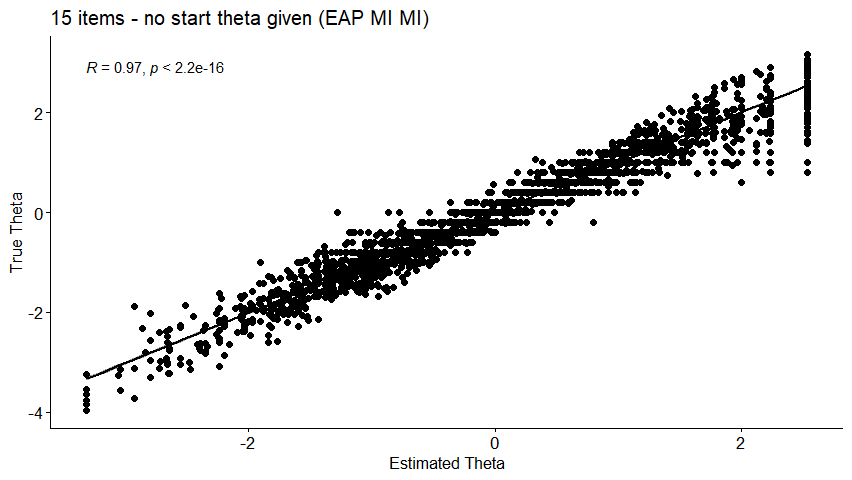 15 items - no start theta given (EAP MI MI)
R = 0.97, p < 2.2e-16
2
0
-2
-4
True Theta
-2 0 2
Estimated Theta